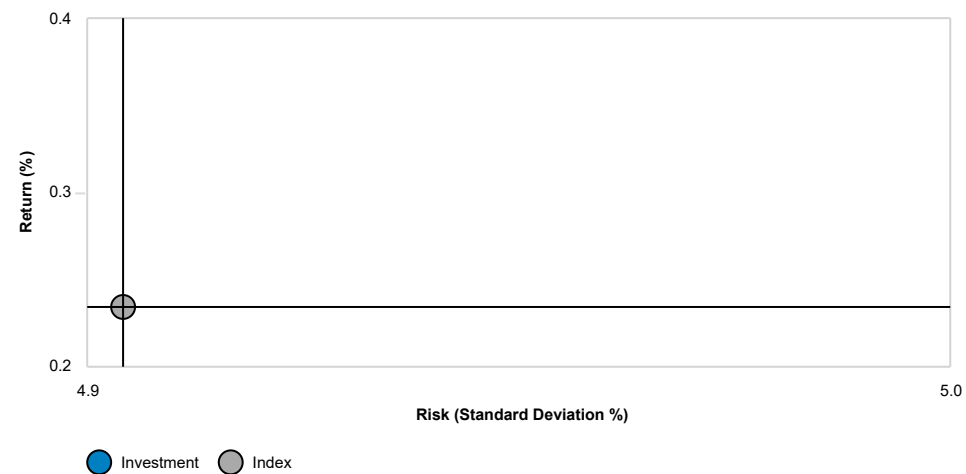 0.4
Return (%)
0.3
0.2
4.9
5.0
Risk (Standard Deviation %)
Investment
Index